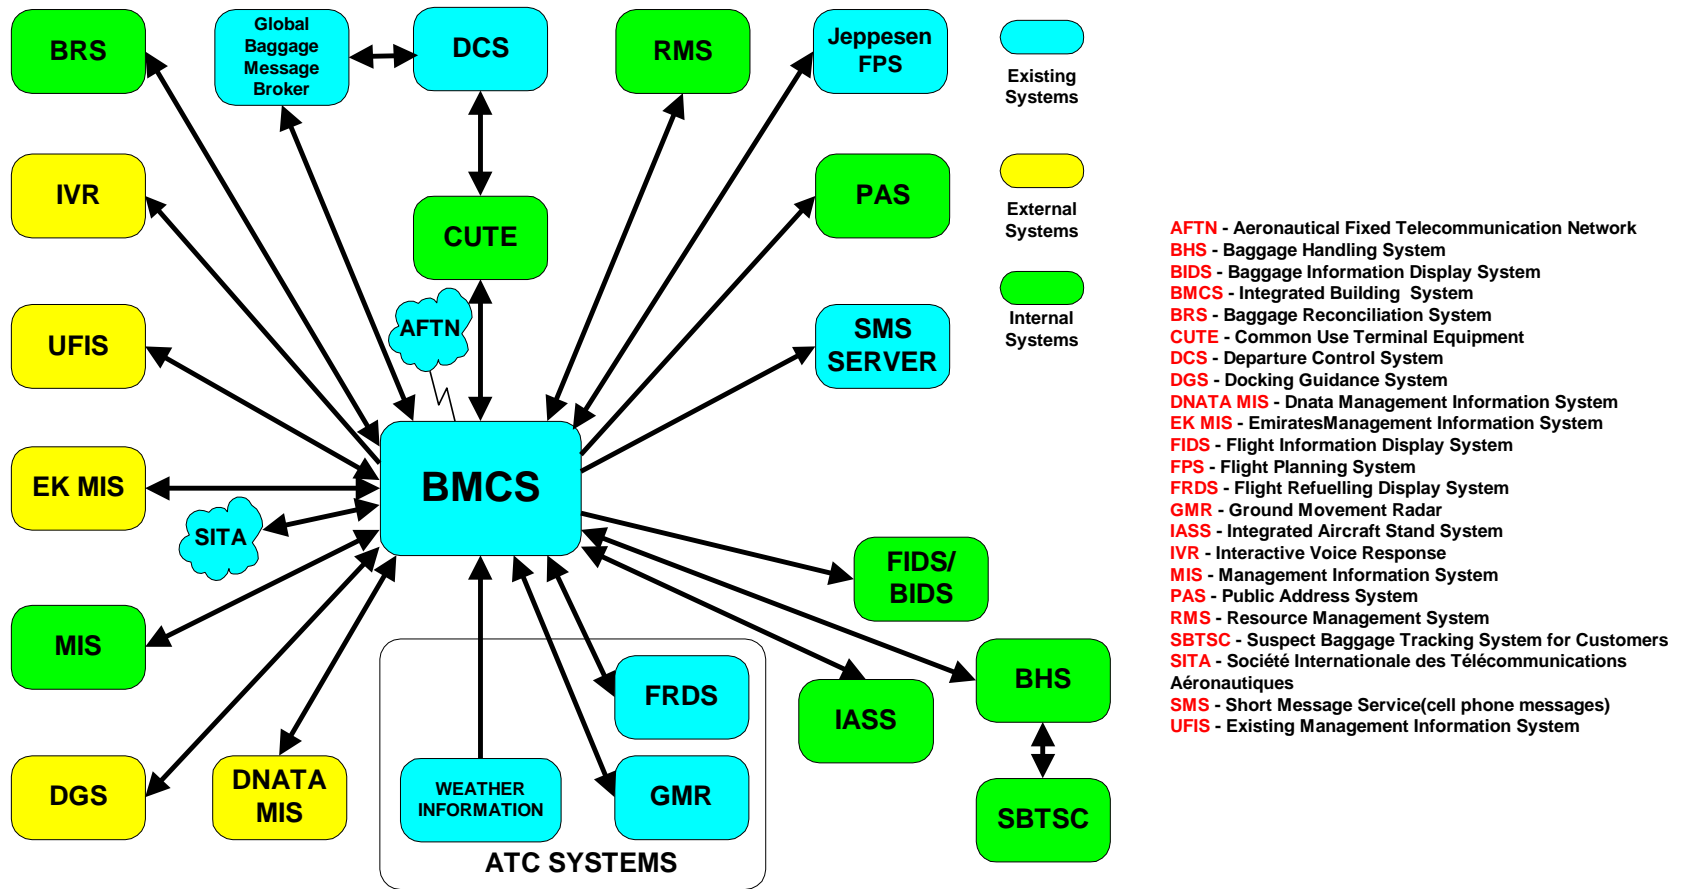 BRS
Global
Baggage
Message
Broker
DCS
RMS
Jeppesen
FPS
Existing
Systems
IVR
CUTE
PAS
External
Systems
UFIS
AFTN
SMS
SERVER
Internal
Systems
EK MIS
SITA
BMCS
FIDS/
BIDS
MIS
FRDS
IASS
BHS
DGS
DNATA
MIS
WEATHER
INFORMATION
GMR
SBTSC
ATC SYSTEMS
AFTN - Aeronautical Fixed Telecommunication Network
BHS - Baggage Handling System
BIDS - Baggage Information Display System
BMCS - Integrated Building  System
BRS - Baggage Reconciliation System
CUTE - Common Use Terminal Equipment
DCS - Departure Control System
DGS - Docking Guidance System
DNATA MIS - Dnata Management Information System
EK MIS - EmiratesManagement Information System
FIDS - Flight Information Display System
FPS - Flight Planning System
FRDS - Flight Refuelling Display System
GMR - Ground Movement Radar
IASS - Integrated Aircraft Stand System
IVR - Interactive Voice Response
MIS - Management Information System
PAS - Public Address System
RMS - Resource Management System
SBTSC - Suspect Baggage Tracking System for Customers
SITA - Société Internationale des Télécommunications
Aéronautiques
SMS - Short Message Service(cell phone messages)
UFIS - Existing Management Information System